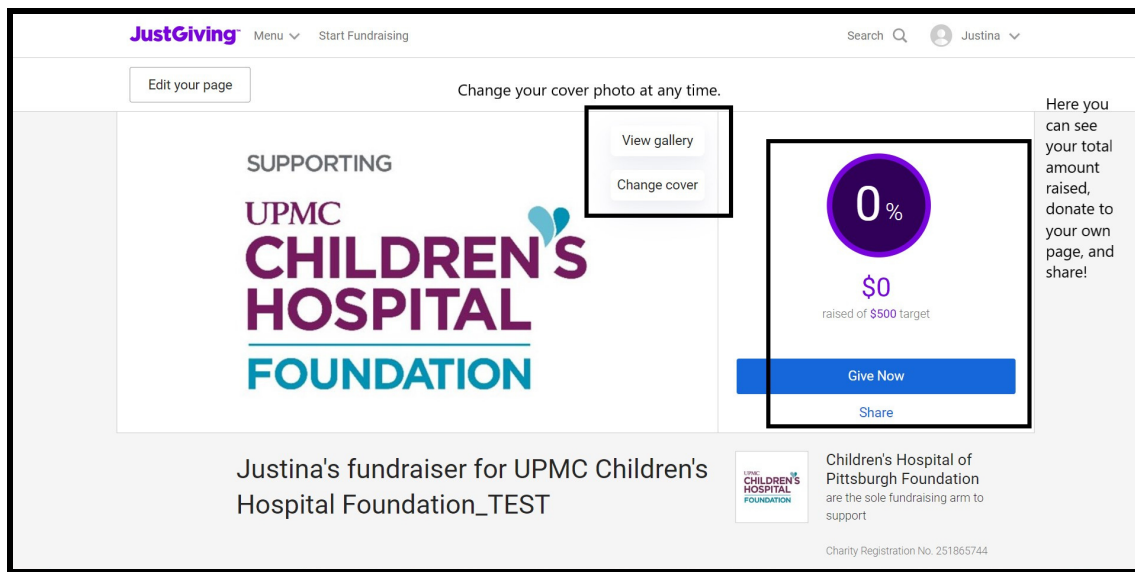 JustGiving™ Menu Start Fundraising Search Justina
Edit your page
Change your cover photo at any time.
View gallery
Change cover
SUPPORTING
UPMC
CHILDREN'S
HOSPITAL
FOUNDATION
0 %
$0
raised of $500 target
Give Now
Share
Here you
can see
your total
amount
raised,
donate to
your own
page, and
share!
Justina's fundraiser for UPMC Children's
Hospital Foundation_TEST
UPMC
CHILDREN'S
HOSPITAL
FOUNDATION
Children's Hospital of
Pittsburgh Foundation
are the sole fundraising arm to
support
Charity Registration No. 251865744